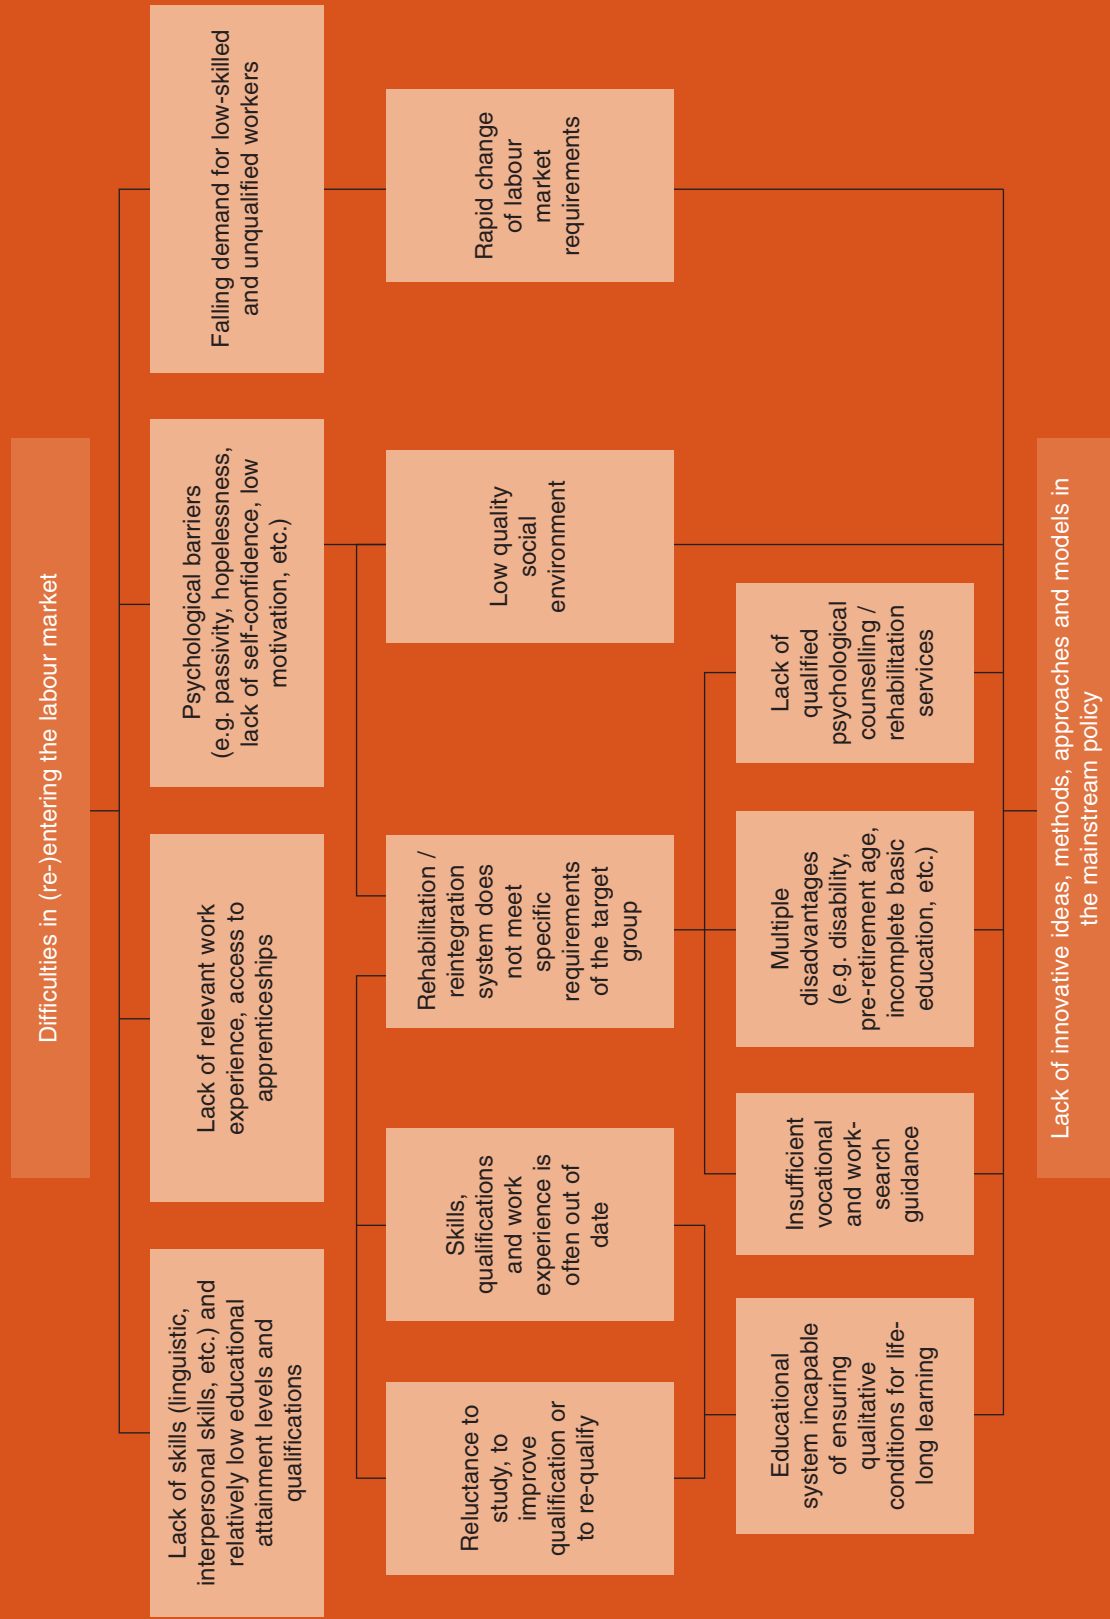 Difficulties in (re-)entering the labour market
Lack of skills (linguistic,
interpersonal skills, etc.) and
relatively low educational
attainment levels and
qualifications
Lack of relevant work
experience, access to
apprenticeships
Psychological barriers
(e.g. passivity, hopelessness,
lack of self-confidence, low
motivation, etc.)
Falling demand for low-skilled
and unqualified workers
Reluctance to
study, to
improve
qualification or
to re-qualify
Skills,
qualifications
and work
experience is
often out of
date
Rehabilitation /
reintegration
system does
not meet
specific
requirements
of the target
group
Low quality
social
environment
Rapid change
of labour
market
requirements
Educational
system incapable
of ensuring
qualitative
conditions for life-
long learning
Insufficient
vocational
and work-
search
guidance
Multiple
disadvantages
(e.g. disability,
pre-retirement age,
incomplete basic
education, etc.)
Lack of
qualified
psychological
counselling /
rehabilitation
services
Lack of innovative ideas, methods, approaches and models in
the mainstream policy